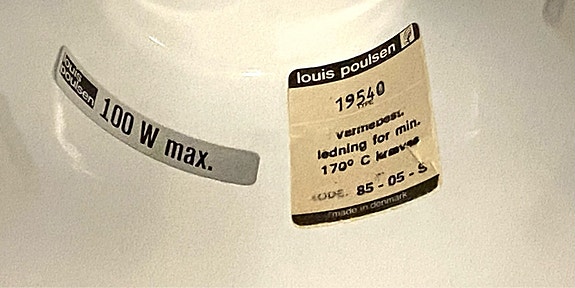 louis
poulsen
100 W max.
louis poulsen
19540
TYPE
varmebest.
ledning for min.
170° C kræves
KODE. 85 - 05 - S
made in denmark